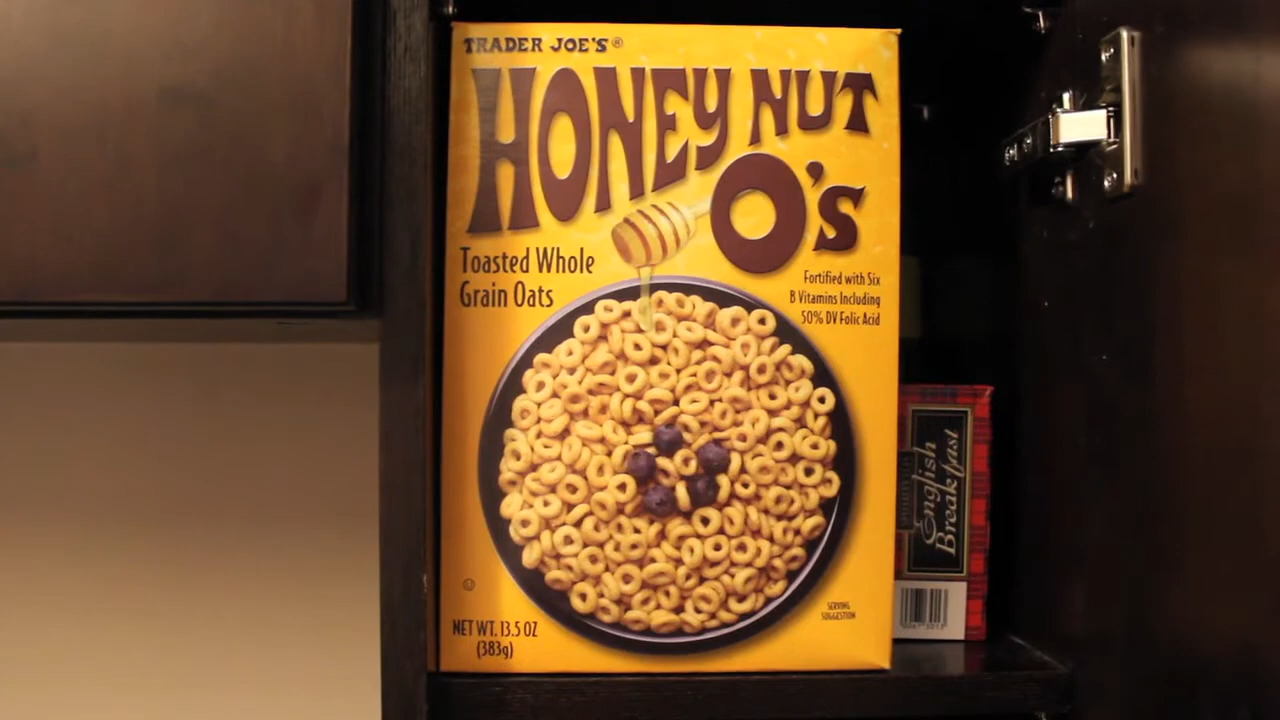 TRADER JOE'S®
HONEY NUT
O's
Toasted Whole
Grain Oats
Fortified with Six
B Vitamins Including
50% DV Folic Acid
SERVING
SUGGESTION
NET WT. 13.5 OZ
(383g)
English
Breakfast